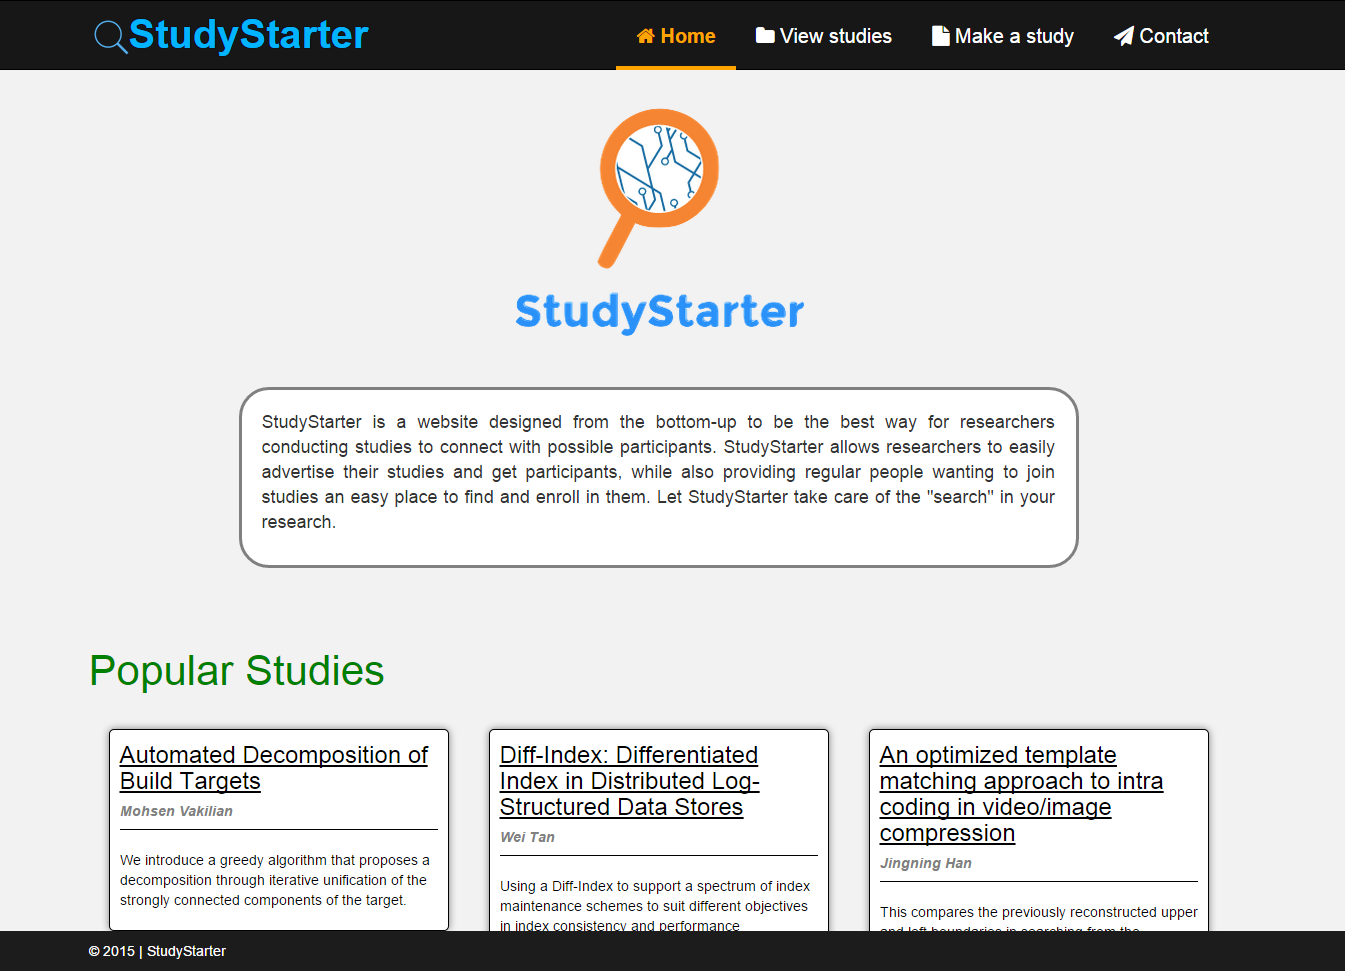 StudyStarter
Home
View studies
Make a study
Contact
StudyStarter
StudyStarter is a website designed from the bottom-up to be the best way for researchers
conducting studies to connect with possible participants. StudyStarter allows researchers to easily
advertise their studies and get participants, while also providing regular people wanting to join
studies an easy place to find and enroll in them. Let StudyStarter take care of the "search" in your
research.
Popular Studies
Automated Decomposition of
Build Targets
Mohsen Vakilian
We introduce a greedy algorithm that proposes a
decomposition through iterative unification of the
strongly connected components of the target.
Diff-Index: Differentiated
Index in Distributed Log-
Structured Data Stores
Wei Tan
Using a Diff-Index to support a spectrum of index
maintenance schemes to suit different objectives
in index consistency and performance
An optimized template
matching approach to intra
coding in video/image
compression
Jingning Han
This compares the previously reconstructed upper
and left boundaries in searching from the
© 2015 | StudyStarter